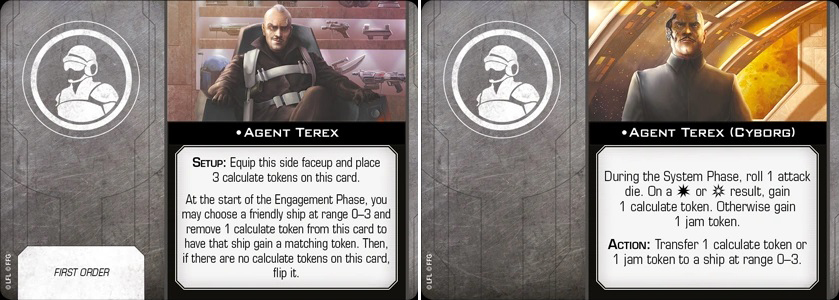 • AGENT TEREX
SETUP: Equip this side faceup and place
3 calculate tokens on this card.
At the start of the Engagement Phase, you
may choose a friendly ship at range 0–3 and
remove 1 calculate token from this card to
have that ship gain a matching token. Then,
if there are no calculate tokens on this card,
flip it.
FIRST ORDER
© LFL © FFG
• AGENT TEREX (CYBORG)
During the System Phase, roll 1 attack
die. On a or result, gain
1 calculate token. Otherwise gain
1 jam token.
ACTION: Transfer 1 calculate token or
1 jam token to a ship at range 0–3.
© LFL © FFG